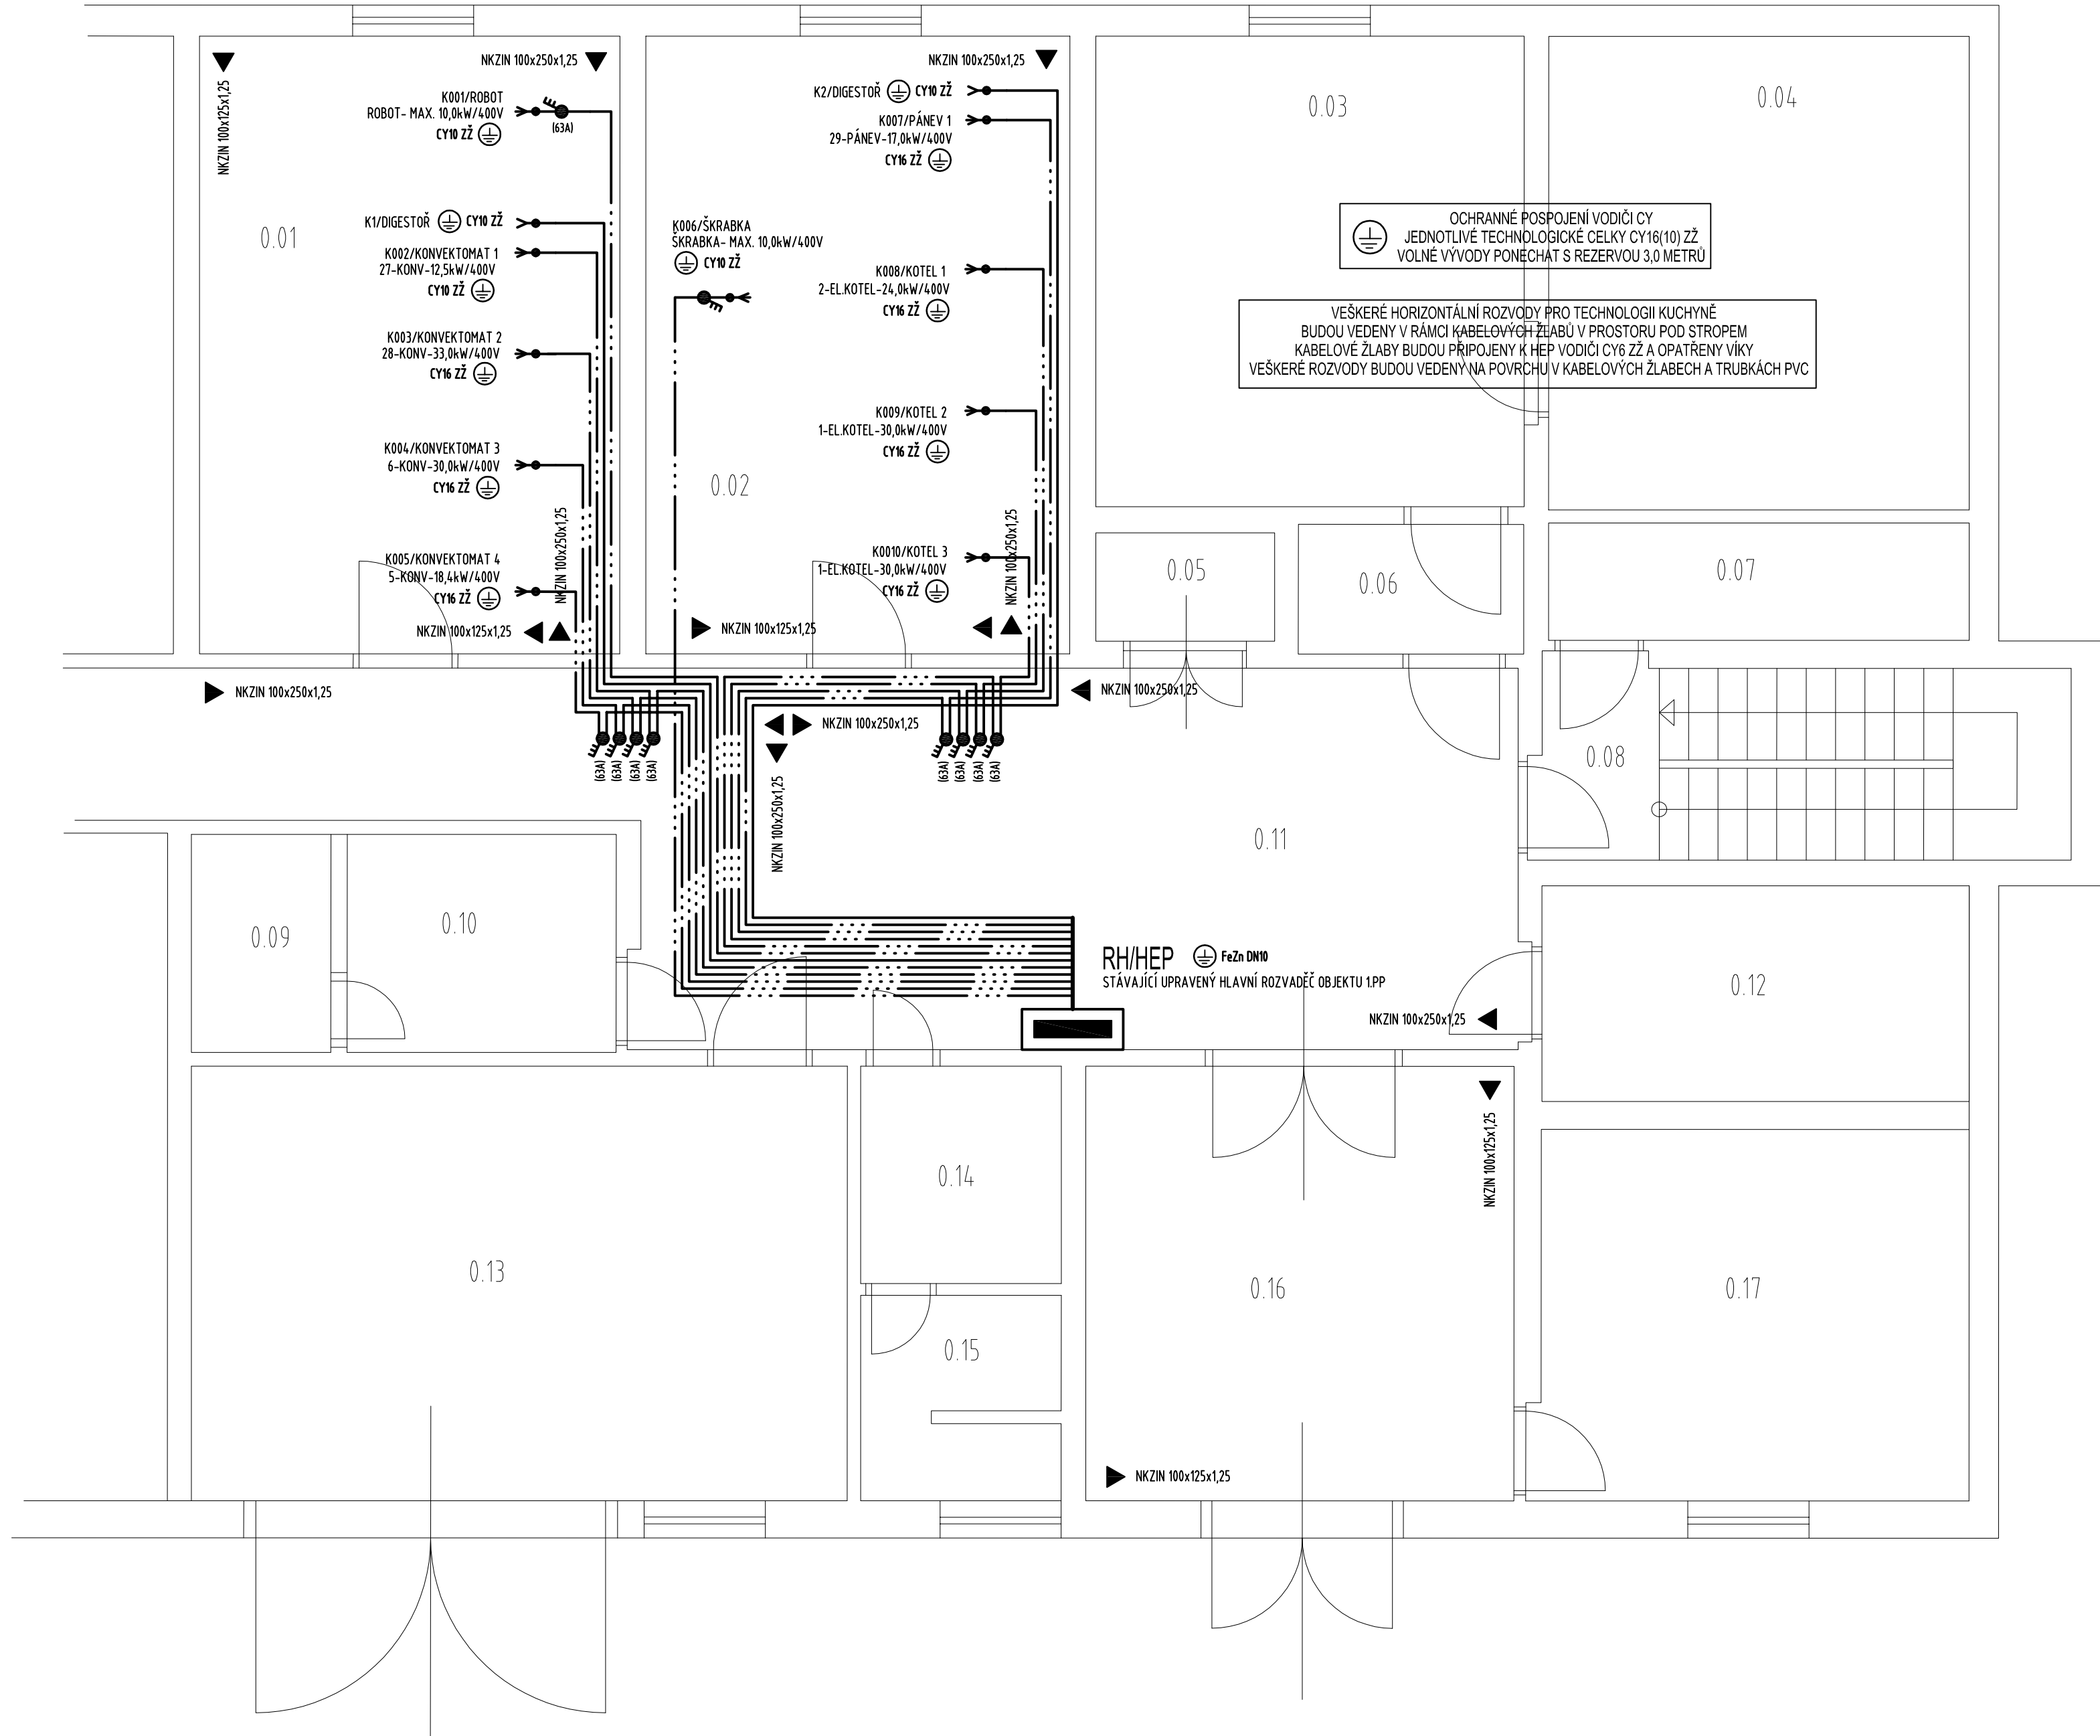 NKZIN 100x125x1,25
NKZIN 100x250x1,25
K001/ROBOT
ROBOT- MAX. 10,0kW/400V
CY10 ZŽ
(63A)
0.01
K1/DIGESTOŘ CY10 ZŽ
K002/KONVEKTOMAT 1
27-KONV-12,5kW/400V
CY10 ZŽ
K003/KONVEKTOMAT 2
28-KONV-33,0kW/400V
CY16 ZŽ
K004/KONVEKTOMAT 3
6-KONV-30,0kW/400V
CY16 ZŽ
K005/KONVEKTOMAT 4
5-KONV-18,4kW/400V
CY16 ZŽ
NKZIN 100x250x1,25
NKZIN 100x125x1,25
NKZIN 100x250x1,25
K2/DIGESTOŘ CY10 ZŽ
K007/PÁNEV 1
29-PÁNEV-17,0kW/400V
CY16 ZŽ
K006/ŠKRABKA
ŠKRABKA- MAX. 10,0kW/400V
CY10 ZŽ
K008/KOTEL 1
2-EL.KOTEL-24,0kW/400V
CY16 ZŽ
K009/KOTEL 2
1-EL.KOTEL-30,0kW/400V
CY16 ZŽ
0.02
K0010/KOTEL 3
1-EL.KOTEL-30,0kW/400V
CY16 ZŽ
NKZIN 100x250x1,25
NKZIN 100x125x1,25
0.03
0.04
OCHRANNÉ POSPOJENÍ VODIČI CY
JEDNOTLIVÉ TECHNOLOGICKÉ CELKY CY16(10) ZŽ
VOLNÉ VÝVODY PONECHAT S REZERVOU 3,0 METRŮ
VEŠKERÉ HORIZONTÁLNÍ ROZVODY PRO TECHNOLOGII KUCHYNĚ
BUDOU VEDENY V RÁMCI KABELOVÝCH ŽLABŮ V PROSTORU POD STROPEM
KABELOVÉ ŽLABY BUDOU PŘIPOJENY K HEP VODIČI CY6 ZŽ A OPATŘENY VÍKY
VEŠKERÉ ROZVODY BUDOU VEDENY NA POVRCHU V KABELOVÝCH ŽLABECH A TRUBKÁCH PVC
0.05
0.06
0.07
NKZIN 100x250x1,25
NKZIN 100x250x1,25
NKZIN 100x250x1,25
(63A)
(63A)
(63A)
(63A)
(63A)
(63A)
(63A)
(63A)
NKZIN 100x250x1,25
0.08
0.11
0.09
0.10
RH/HEP FeZn DN10
STÁVAJÍCÍ UPRAVENÝ HLAVNÍ ROZVADĚČ OBJEKTU 1.PP
NKZIN 100x250x1,25
0.12
NKZIN 100x125x1,25
0.13
0.14
0.15
0.16
0.17
NKZIN 100x125x1,25